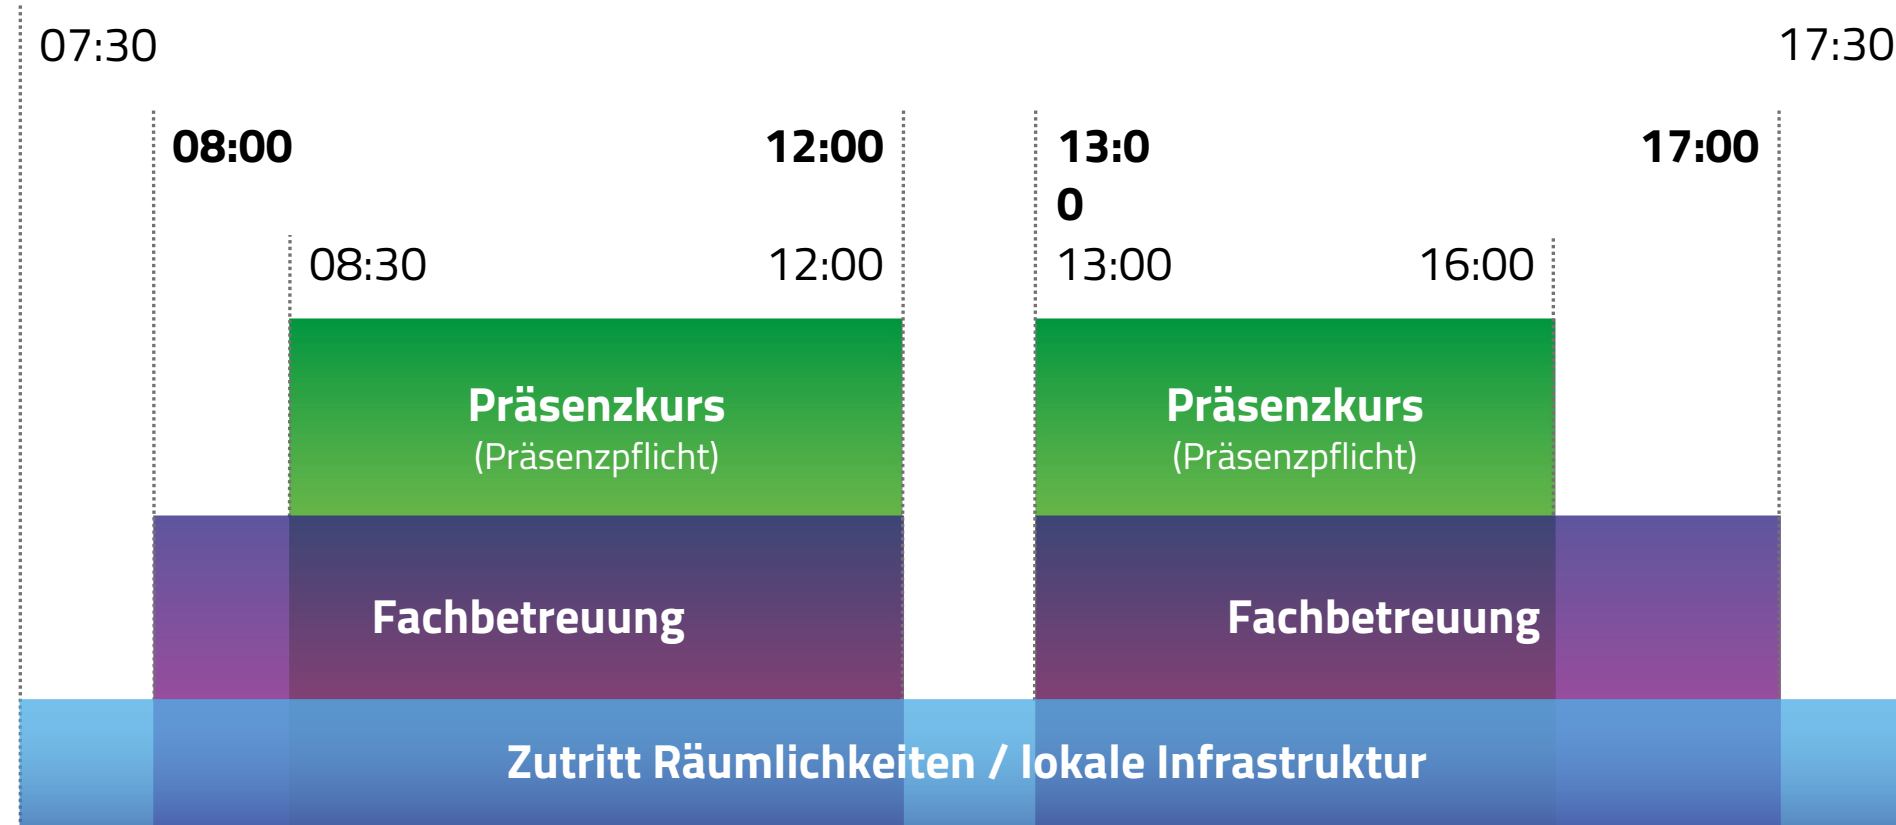 07:30
17:30
08:00
12:00
13:0
0
17:00
08:30
12:00
13:00
16:00
Präsenzkurs
(Präsenzpflicht)
Präsenzkurs
(Präsenzpflicht)
Fachbetreuung
Fachbetreuung
Zutritt Räumlichkeiten / lokale Infrastruktur